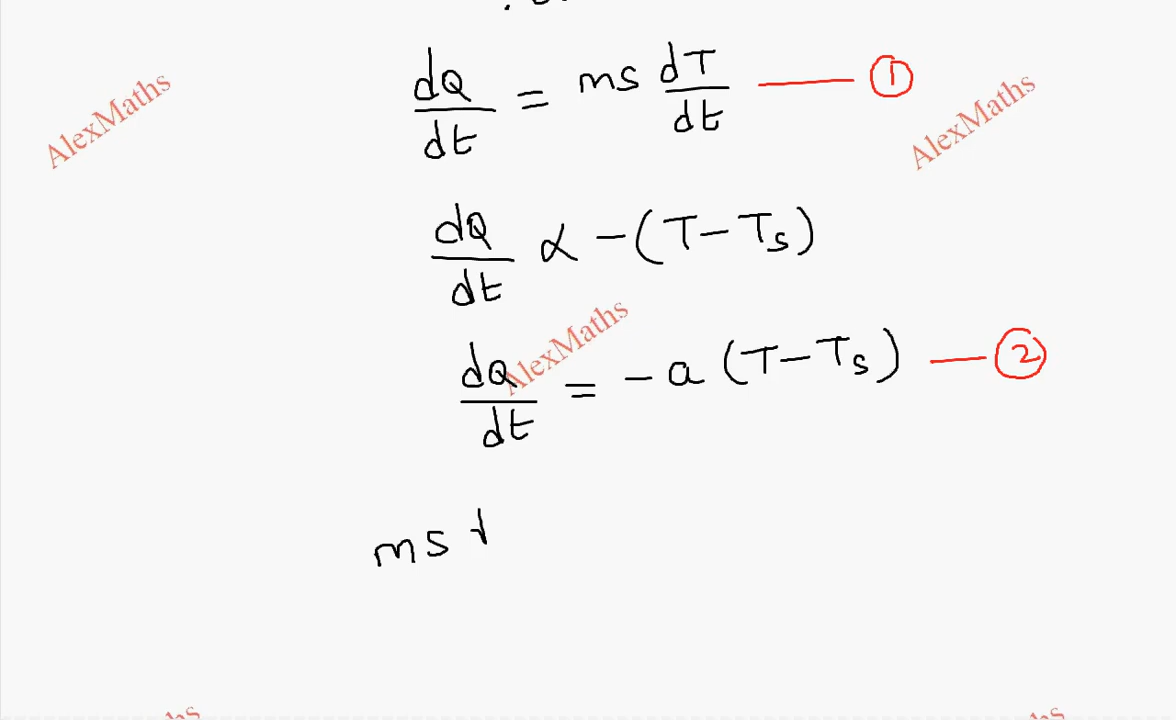 dQ/dt = ms dT/dt —— ①
AlexMaths
AlexMaths
dQ/dt α -(T-Ts)
AlexMaths
dQ/dt = -a (T-Ts) — ②
ms